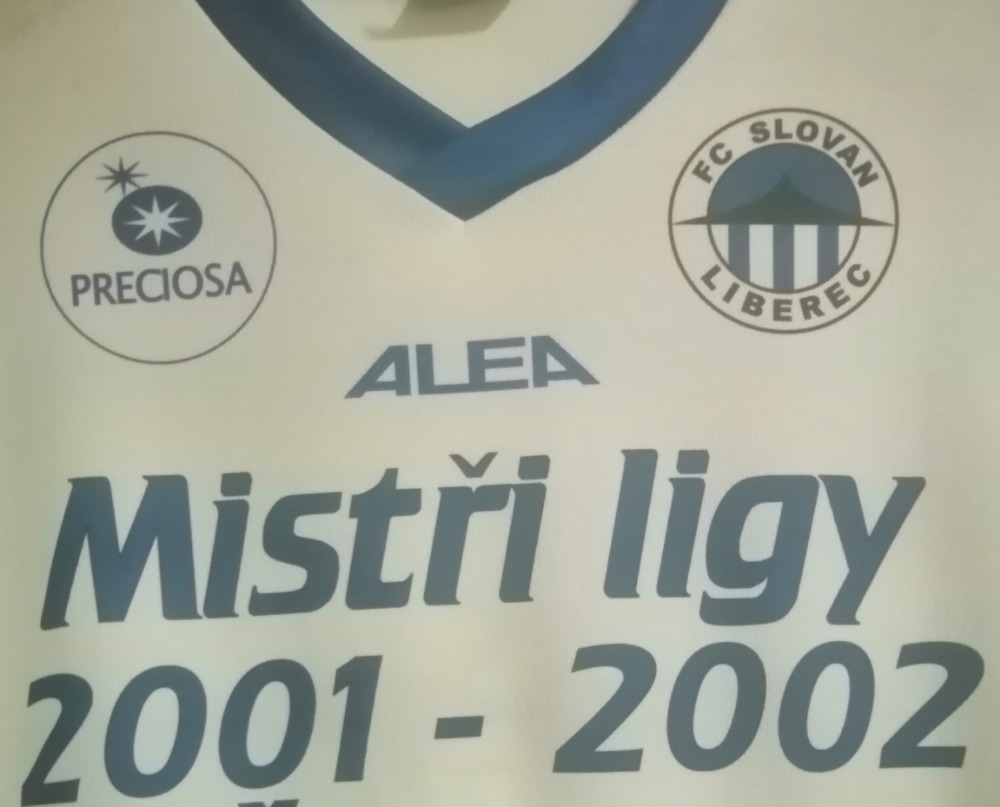 PRECIOSA
FC SLOVAN
LIBEREC
ALEA
Mistři ligy
2001 - 2002